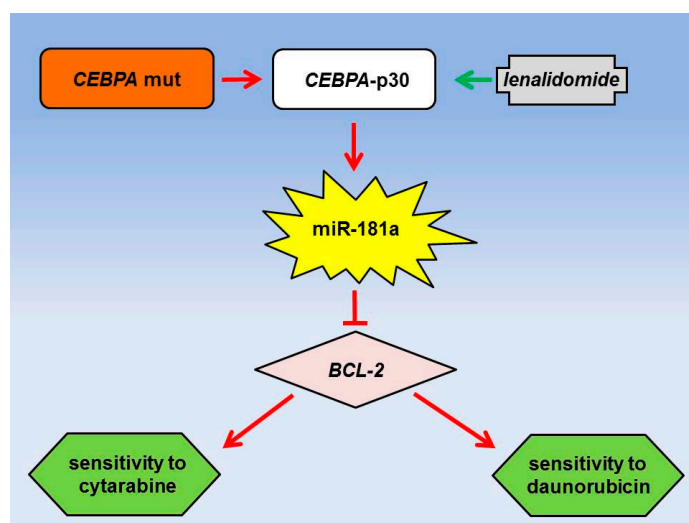 CEBPA mut
CEBPA-p30
lenalidomide
miR-181a
BCL-2
sensitivity to
cytarabine
sensitivity to
daunorubicin